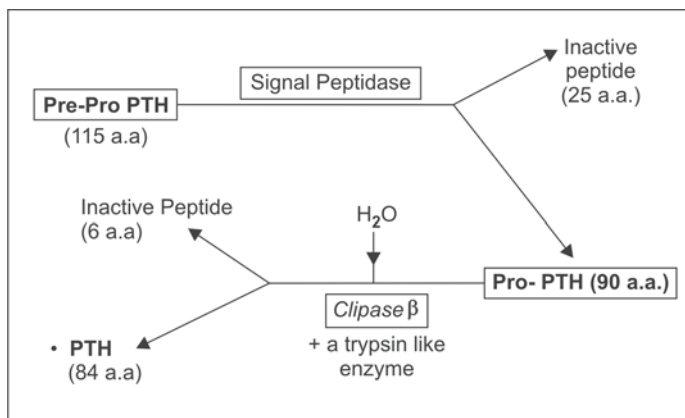 Signal Peptidase
Inactive
peptide
(25 a.a.)
Pre-Pro PTH
(115 a.a)
Inactive Peptide
(6 a.a)
H2O
Pro- PTH (90 a.a.)
Clipase β
+ a trypsin like
enzyme
• PTH
(84 a.a)